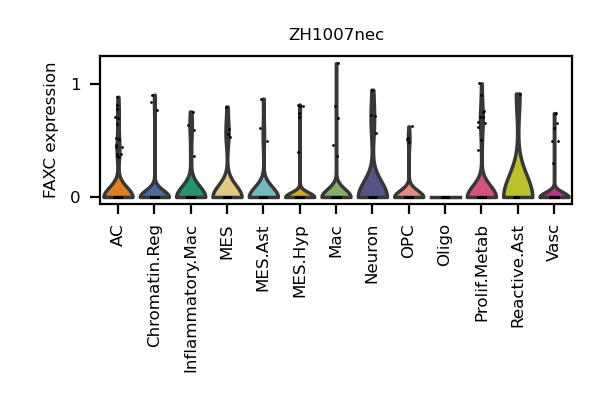 ZH1007nec
FAXC expression
1
0
AC
Chromatin.Reg
Inflammatory.Mac
MES
MES.Ast
MES.Hyp
Mac
Neuron
OPC
Oligo
Prolif.Metab
Reactive.Ast
Vasc